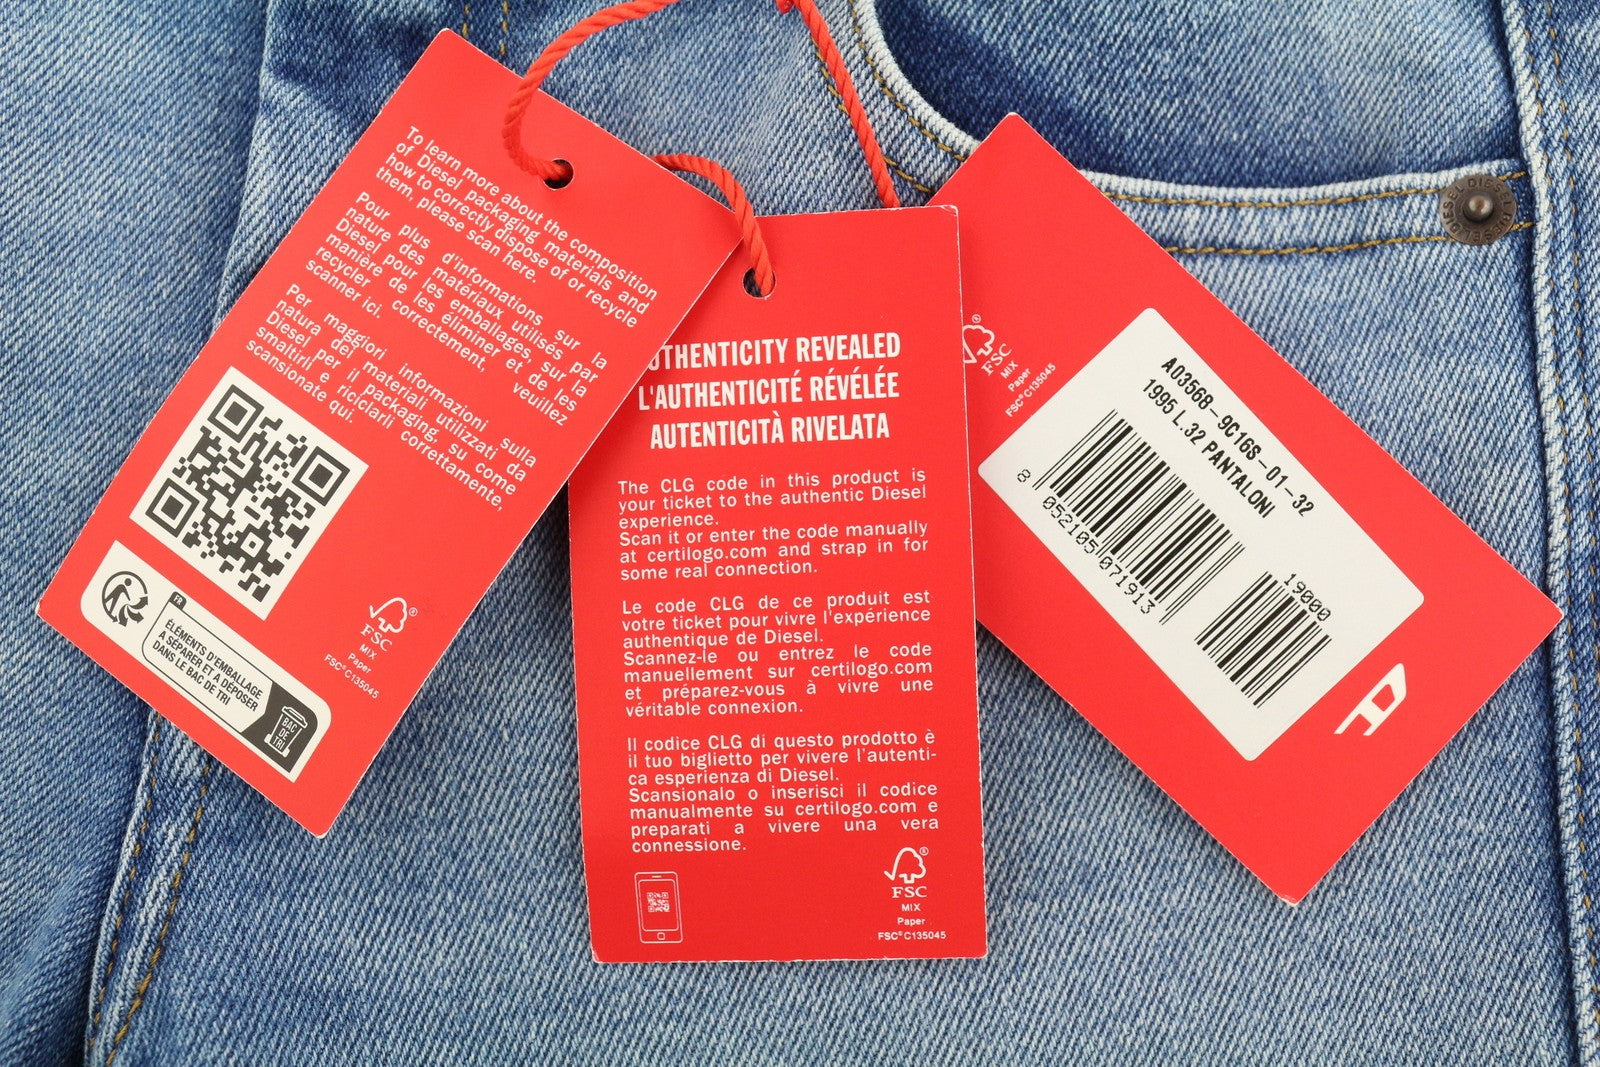 To learn more about the composition
of Diesel packaging materials and
how to correctly dispose of or recycle
them, please scan here.
Pour plus d'informations sur la
nature des matériaux utilisés par
Diesel pour les emballages, sur la
manière de les éliminer et de les
recycler correctement, veuillez
scanner ici.
Per maggiori informazioni sulla
natura dei materiali utilizzati da
Diesel per il packaging, su come
smaltirli e riciclarli correttamente,
scansionate qui.
FR
ÉLÉMENTS D'EMBALLAGE
A SÉPARER ET A DÉPOSER
DANS LE BAC DE TRI
BAC
DE
TRI
FSC®
MIX
Paper
FSC® C135045
UTHENTICITY REVEALED
L'AUTHENTICITÉ RÉVÉLÉE
AUTENTICITÀ RIVELATA
The CLG code in this product is
your ticket to the authentic Diesel
experience.
Scan it or enter the code manually
at certilogo.com and strap in for
some real connection.
Le code CLG de ce produit est
votre ticket pour vivre l'expérience
authentique de Diesel.
Scannez-le ou entrez le code
manuellement sur certilogo.com
et préparez-vous à vivre une
véritable connexion.
Il codice CLG di questo prodotto è
il tuo biglietto per vivere l'autenti-
ca esperienza di Diesel.
Scansionalo o inserisci il codice
manualmente su certilogo.com e
preparati a vivere una vera
connessione.
FSC®
MIX
Paper
FSC® C135045
FSC®
MIX
Paper
FSC® C135045
A03568-9C16S-01-32
1995 L.32 PANTALONI
8 052105 071913
19000
D
DIESEL DIESEL